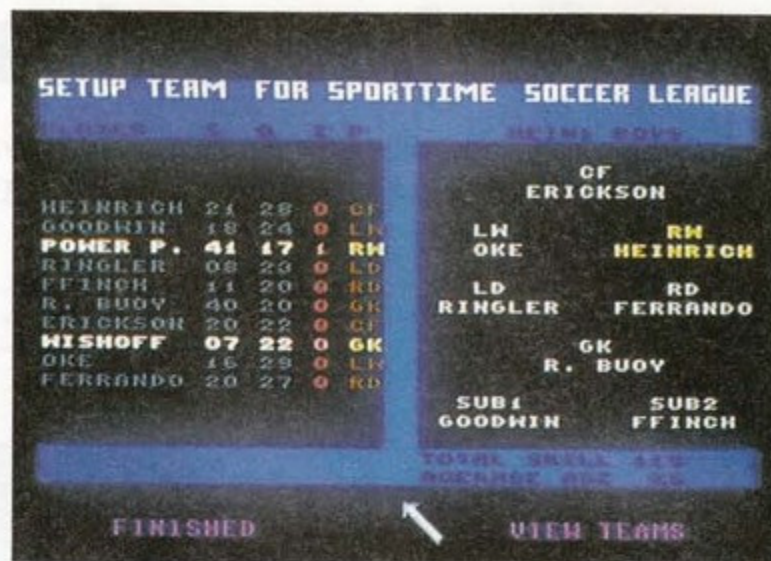 SETUP TEAM FOR SPORTTIME SOCCER LEAGUE
HEINI BOYS
HEINRICH 21 28 0 CF
GOODWIN 18 24 0 LW
POWER P. 41 17 1 RW
RINGLER 08 23 0 LD
FFINCH 11 20 0 RD
R. BUOY 40 20 0 GK
ERICKSON 20 22 0 CF
WISHOFF 07 22 0 GK
OKE 16 29 0 LW
FERRANDO 20 27 0 RD
CF
ERICKSON
LW RW
OKE HEINRICH
LD RD
RINGLER FERRANDO
GK
R. BUOY
SUB1 SUB2
GOODWIN FFINCH
TOTAL SKILL
AVERAGE AGE
FINISHED VIEW TEAMS